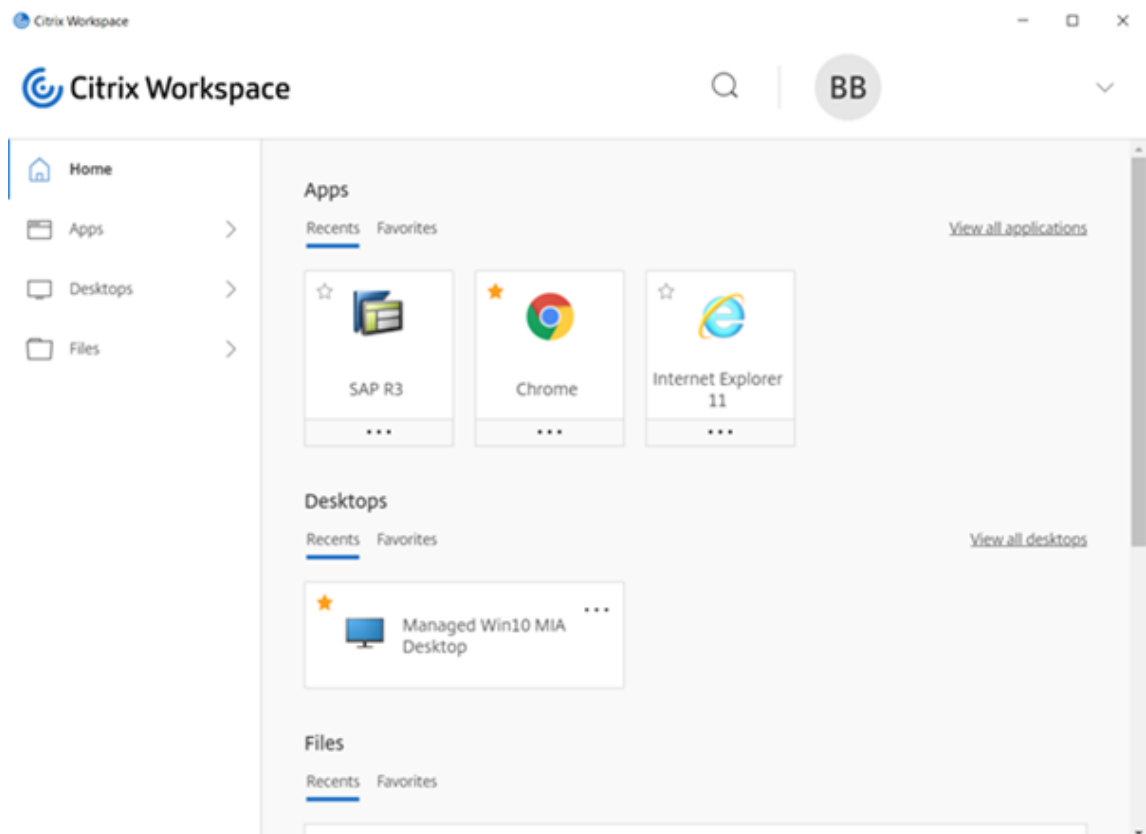 Citrix Workspace
Citrix Workspace
BB
Home
Apps
Desktops
Files
Apps
Recents Favorites View all applications
SAP R3
Chrome
Internet Explorer
11
Desktops
Recents Favorites View all desktops
Managed Win10 MIA
Desktop
Files
Recents Favorites